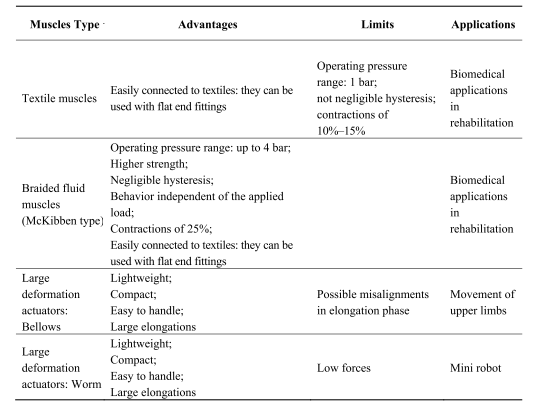 Muscles Type Advantages Limits Applications
Textile muscles
Easily connected to textiles: they can be
used with flat end fittings
Operating pressure
range: 1 bar;
not negligible hysteresis;
contractions of
10%–15%
Biomedical
applications
in
rehabilitation
Braided fluid
muscles
(McKibben type)
Operating pressure range: up to 4 bar;
Higher strength;
Negligible hysteresis;
Behavior independent of the applied
load;
Contractions of 25%;
Easily connected to textiles: they can be
used with flat end fittings
Biomedical
applications
in
rehabilitation
Large
deformation
actuators:
Bellows
Lightweight;
Compact;
Easy to handle;
Large elongations
Possible misalignments
in elongation phase
Movement of
upper limbs
Large
deformation
actuators: Worm
Lightweight;
Compact;
Easy to handle;
Large elongations
Low forces
Mini robot